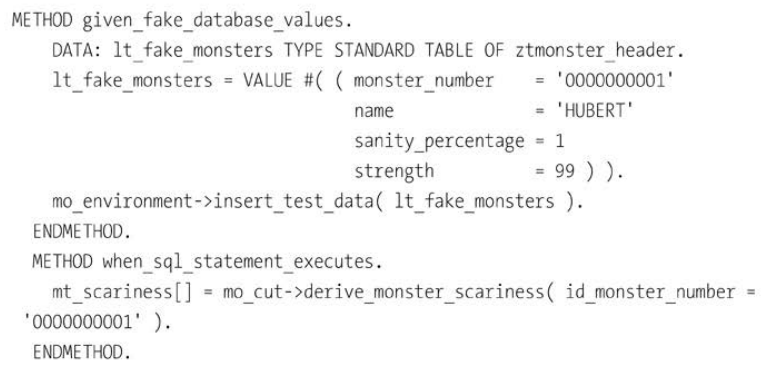 METHOD given_fake_database_values.
DATA: lt_fake_monsters TYPE STANDARD TABLE OF ztmonster_header.
lt_fake_monsters = VALUE #( ( monster_number = '0000000001'
name = 'HUBERT'
sanity_percentage = 1
strength = 99 ) ).
mo_environment->insert_test_data( lt_fake_monsters ).
ENDMETHOD.
METHOD when_sql_statement_executes.
mt_scariness[] = mo_cut->derive_monster_scariness( id_monster_number =
'0000000001' ).
ENDMETHOD.